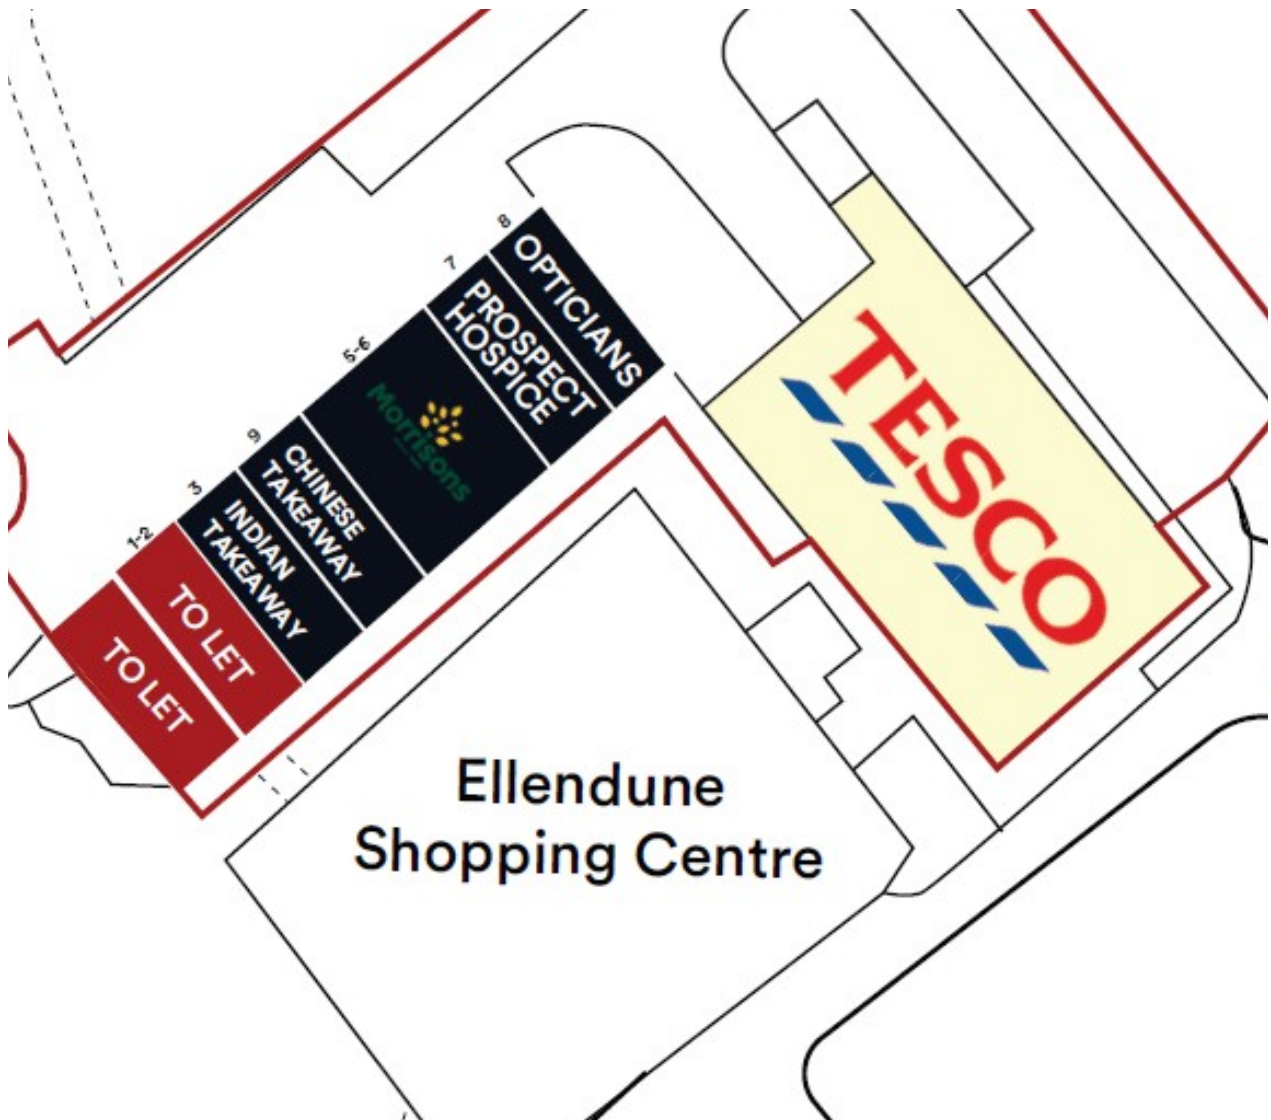 8
OPTICIANS
7
PROSPECT
HOSPICE
5-6
Morrisons
9
CHINESE
TAKEAWAY
3
INDIAN
TAKEAWAY
1-2
TO LET
TO LET
TESCO
Ellendune
Shopping Centre